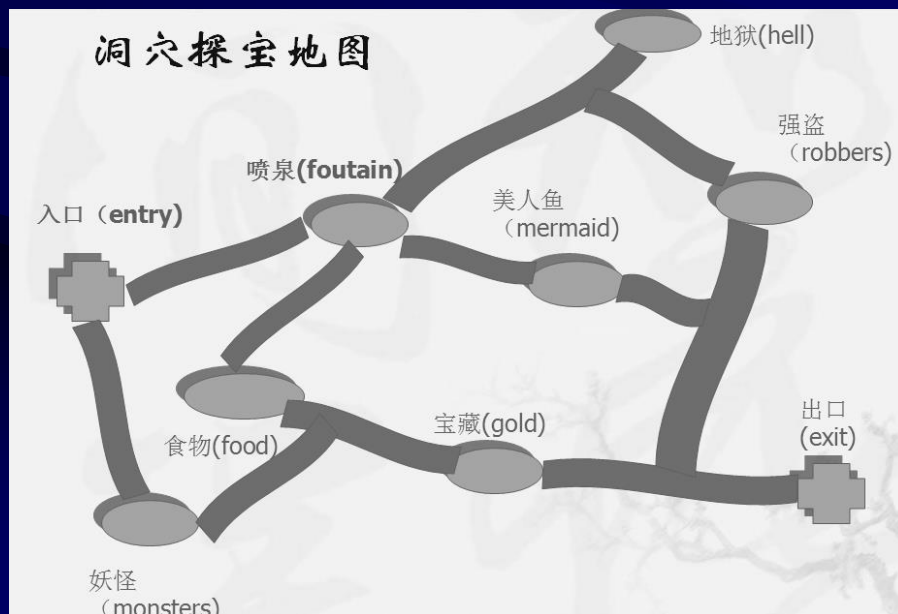 洞穴探宝地图
地狱(hell)
强盗
（robbers)
喷泉(foutain)
美人鱼
（mermaid)
入口（entry)
宝藏(gold)
出口
(exit)
食物(food)
妖怪
（monsters)